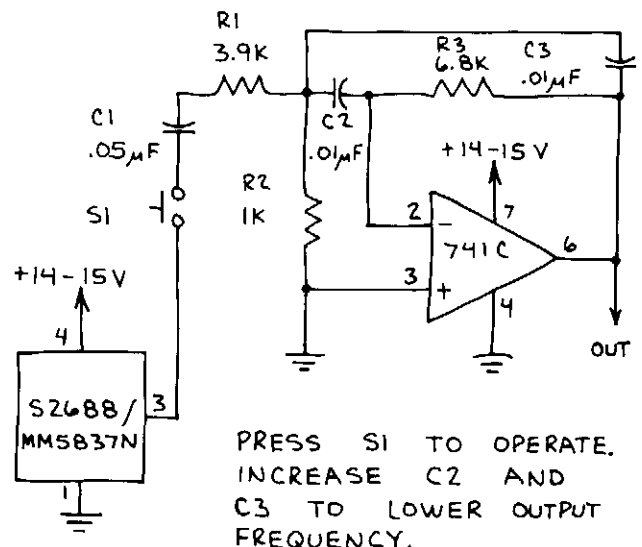 R1
3.9K
R3
6.8K
C3
.01μF
C1
.05μF
C2
.01μF
+14-15V
R2
1K
S1
2
-
7
741C
6
3
+
4
+14-15V
4
OUT
S2688/
MM5837N
3
1
PRESS S1 TO OPERATE.
INCREASE C2 AND
C3 TO LOWER OUTPUT
FREQUENCY.